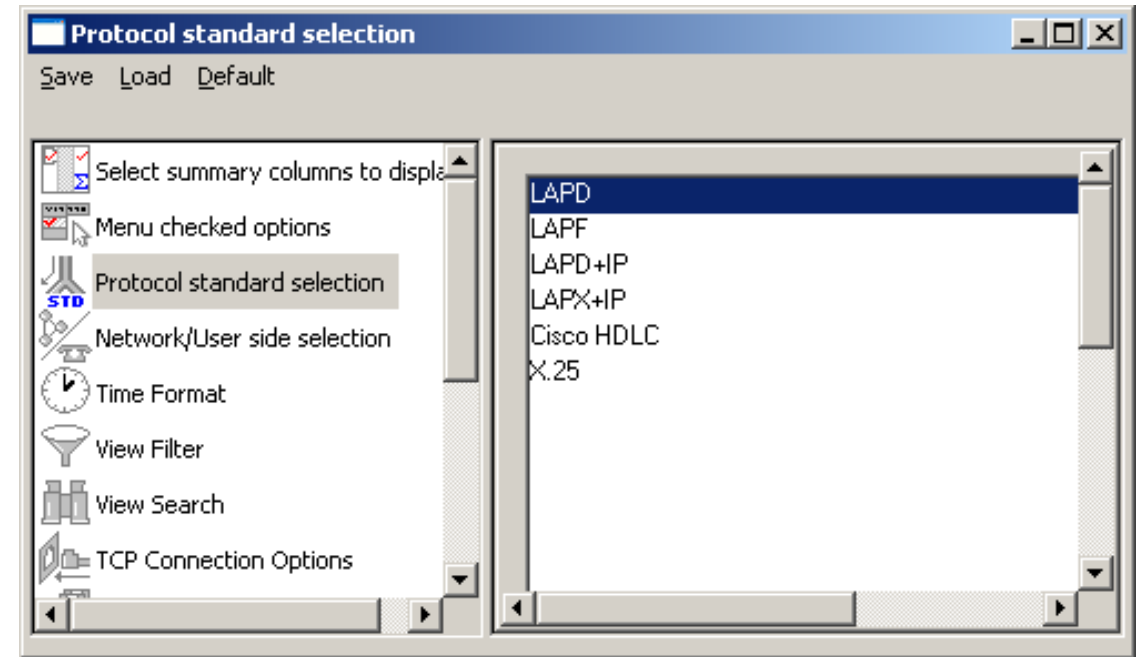 Protocol standard selection
Save Load Default
Select summary columns to displa
Menu checked options
Protocol standard selection
STD
Network/User side selection
Time Format
View Filter
View Search
TCP Connection Options
LAPD
LAPF
LAPD+IP
LAPX+IP
Cisco HDLC
X.25